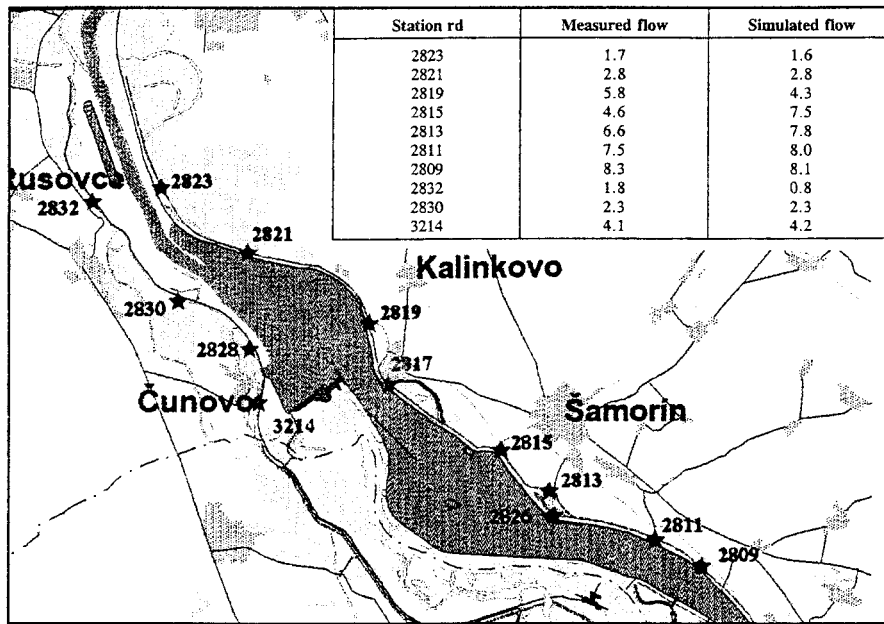 Station rd Measured flow Simulated flow
2823 1.7 1.6
2821 2.8 2.8
2819 5.8 4.3
2815 4.6 7.5
2813 6.6 7.8
2811 7.5 8.0
2809 8.3 8.1
2832 1.8 0.8
2830 2.3 2.3
3214 4.1 4.2
Rusovce
2823
2832
2821
Kalinkovo
2830
2819
2828
2817
Čunovo
3214
Šamorin
2815
2813
2826
2811
2809